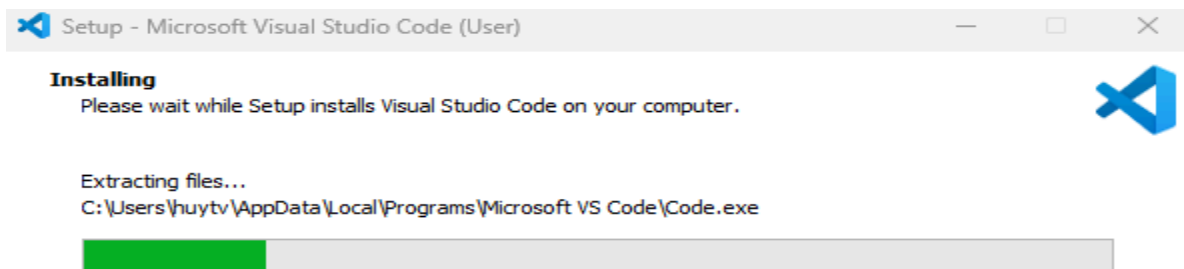 Setup - Microsoft Visual Studio Code (User)
Installing
Please wait while Setup installs Visual Studio Code on your computer.
Extracting files...
C:\Users\huytv\AppData\Local\Programs\Microsoft VS Code\Code.exe